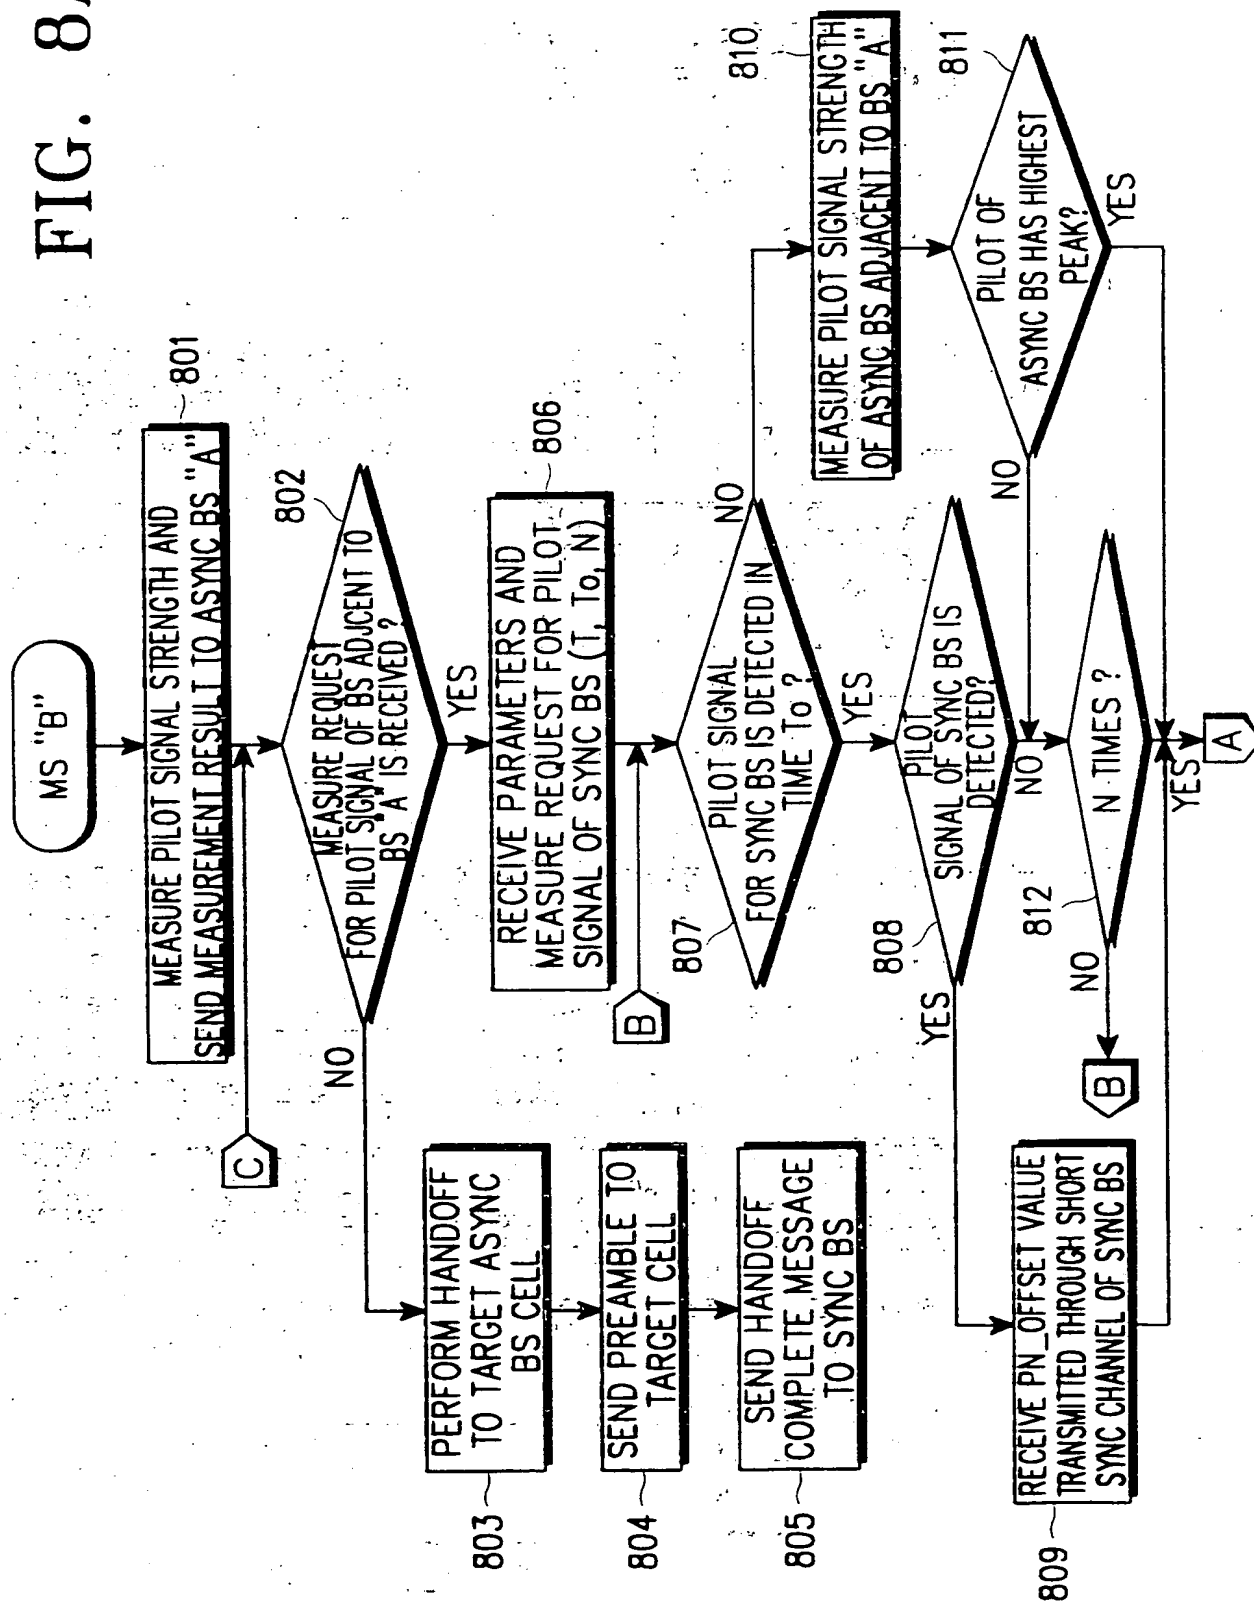 FIG. 8A
MS "B"
MEASURE PILOT SIGNAL STRENGTH AND
SEND MEASUREMENT RESULT TO ASYNC BS "A"
801
C
MEASURE REQUEST
FOR PILOT SIGNAL OF BS ADJCENT TO
BS "A" IS RECEIVED ?
802
NO
YES
PERFORM HANDOFF
TO TARGET ASYNC
BS CELL
803
SEND PREAMBLE TO
TARGET CELL
804
SEND HANDOFF
COMPLETE MESSAGE
TO SYNC BS
805
RECEIVE PARAMETERS AND
MEASURE REQUEST FOR PILOT
SIGNAL OF SYNC BS (T, To, N)
806
B
PILOT SIGNAL
FOR SYNC BS IS DETECTED IN
TIME To ?
807
NO
YES
PILOT
SIGNAL OF SYNC BS IS
DETECTED?
808
YES
NO
RECEIVE PN_OFFSET VALUE
TRANSMITTED THROUGH SHORT
SYNC CHANNEL OF SYNC BS
809
MEASURE PILOT SIGNAL STRENGTH
OF ASYNC BS ADJACENT TO BS "A"
810
PILOT OF
ASYNC BS HAS HIGHEST
PEAK?
811
NO
YES
N TIMES ?
812
NO
B
YES
A